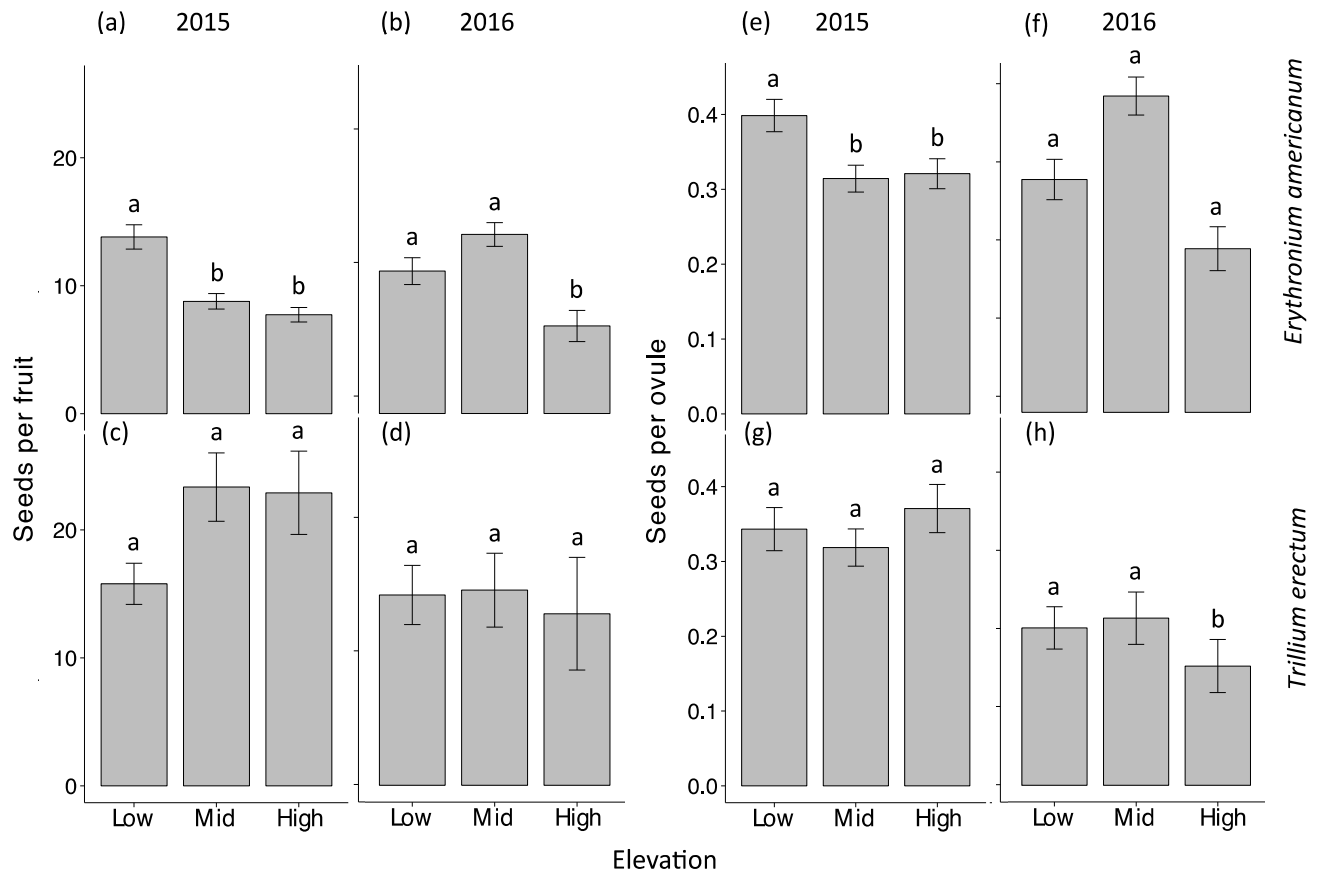 (a) 2015
(b) 2016
(e) 2015
(f) 2016
Seeds per fruit
20
10
0
a
b
b
a
a
b
Seeds per ovule
0.4
0.3
0.2
0.1
0.0
a
b
b
a
a
a
Erythronium americanum
(c)
20
10
0
a
a
a
(d)
a
a
a
(g)
0.4
0.3
0.2
0.1
0.0
a
a
a
(h)
a
a
b
Trillium erectum
Low Mid High
Low Mid High
Low Mid High
Low Mid High
Elevation